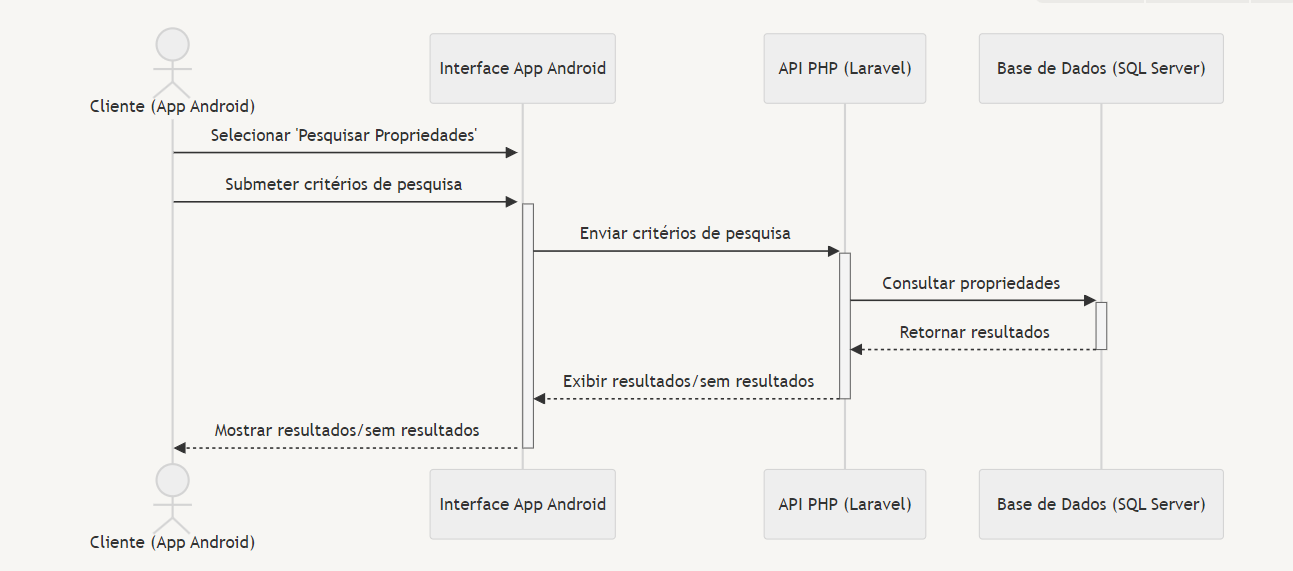 Interface App Android
API PHP (Laravel)
Base de Dados (SQL Server)
Cliente (App Android)
Selecionar 'Pesquisar Propriedades'
Submeter critérios de pesquisa
Enviar critérios de pesquisa
Consultar propriedades
Retornar resultados
Exibir resultados/sem resultados
Mostrar resultados/sem resultados
Interface App Android
API PHP (Laravel)
Base de Dados (SQL Server)
Cliente (App Android)